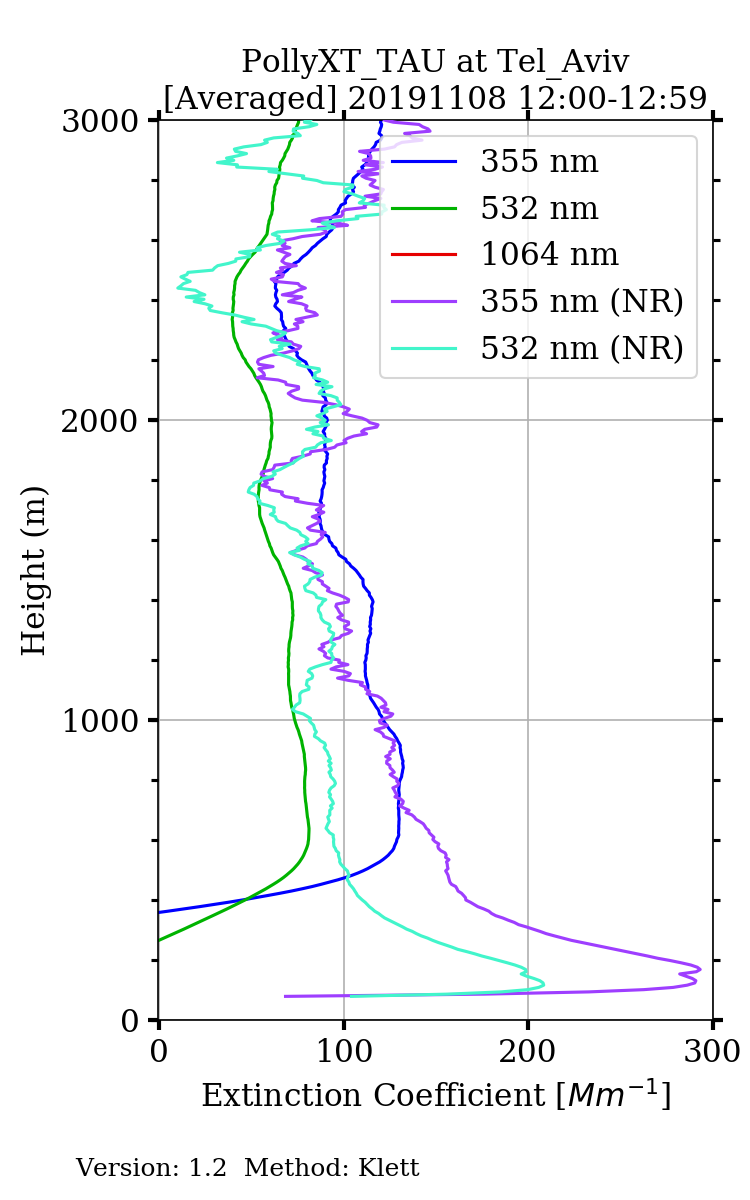 PollyXT_TAU at Tel_Aviv
[Averaged] 20191108 12:00-12:59
3000
2000
1000
0
Height (m)
355 nm
532 nm
1064 nm
355 nm (NR)
532 nm (NR)
0 100 200 300
Extinction Coefficient [$Mm^{-1}$]
Version: 1.2 Method: Klett